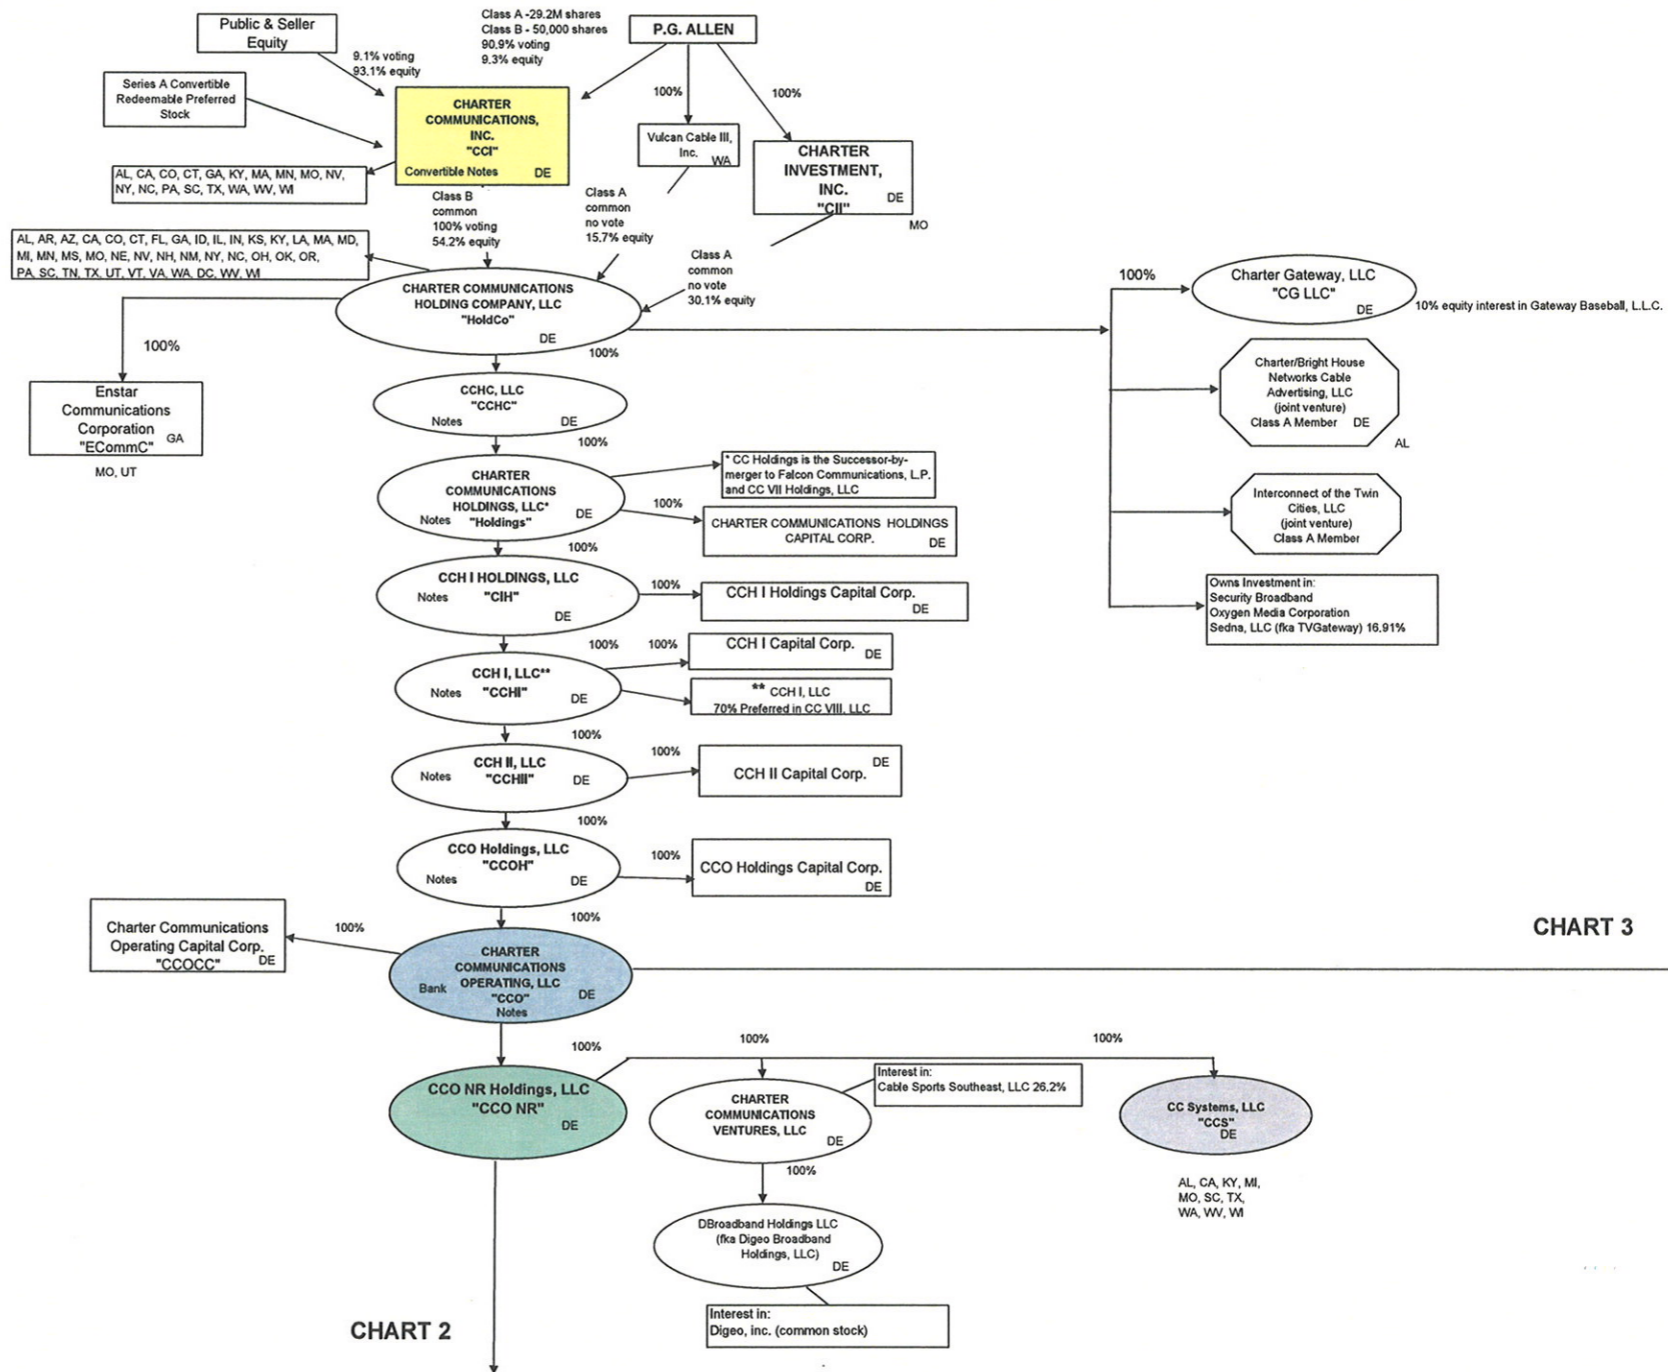 Public & Seller
Equity
9.1% voting
93.1% equity
Class A -29.2M shares
Class B - 50,000 shares
90.9% voting
9.3% equity
P.G. ALLEN
Series A Convertible
Redeemable Preferred
Stock
CHARTER
COMMUNICATIONS,
INC.
"CCI"
Convertible Notes DE
100%
100%
Vulcan Cable III,
Inc.
WA
CHARTER
INVESTMENT,
INC.
"CII"
DE
MO
AL, CA, CO, CT, GA, KY, MA, MN, MO, NV,
NY, NC, PA, SC, TX, WA, WV, WI
Class B
common
100% voting
54.2% equity
Class A
common
no vote
15.7% equity
Class A
common
no vote
30.1% equity
AL, AR, AZ, CA, CO, CT, FL, GA, ID, IL, IN, KS, KY, LA, MA, MD,
MI, MN, MS, MO, NE, NV, NH, NM, NY, NC, OH, OK, OR,
PA, SC, TN, TX, UT, VT, VA, WA, DC, WV, WI
CHARTER COMMUNICATIONS
HOLDING COMPANY, LLC
"HoldCo"
DE
100%
100%
Enstar
Communications
Corporation
"ECommC" GA
MO, UT
100%
Charter Gateway, LLC
"CG LLC"
DE
10% equity interest in Gateway Baseball, L.L.C.
Charter/Bright House
Networks Cable
Advertising, LLC
(joint venture)
Class A Member DE
AL
Interconnect of the Twin
Cities, LLC
(joint venture)
Class A Member
Owns Investment in:
Security Broadband
Oxygen Media Corporation
Sedna, LLC (fka TVGateway) 16.91%
CCHC, LLC
"CCHC"
Notes DE
100%
CHARTER
COMMUNICATIONS
HOLDINGS, LLC*
Notes "Holdings" DE
* CC Holdings is the Successor-by-
merger to Falcon Communications, L.P.
and CC VII Holdings, LLC
100%
CHARTER COMMUNICATIONS HOLDINGS
CAPITAL CORP. DE
100%
CCH I HOLDINGS, LLC
Notes "CIH"
DE
100%
CCH I Holdings Capital Corp.
DE
100%
100%
CCH I Capital Corp.
DE
CCH I, LLC**
Notes "CCHI" DE
** CCH I, LLC
70% Preferred in CC VIII, LLC
100%
CCH II, LLC
Notes "CCHII" DE
100%
DE
CCH II Capital Corp.
100%
CCO Holdings, LLC
"CCOH"
Notes DE
100%
CCO Holdings Capital Corp.
DE
100%
Charter Communications
Operating Capital Corp.
"CCOCC" DE
100%
CHARTER
COMMUNICATIONS
OPERATING, LLC
Bank "CCO" DE
Notes
CHART 3
100%
100%
100%
CCO NR Holdings, LLC
"CCO NR"
DE
CHARTER
COMMUNICATIONS
VENTURES, LLC
DE
Interest in:
Cable Sports Southeast, LLC 26.2%
CC Systems, LLC
"CCS"
DE
AL, CA, KY, MI,
MO, SC, TX,
WA, WV, WI
100%
DBroadband Holdings LLC
(fka Digeo Broadband
Holdings, LLC)
DE
Interest in:
Digeo, inc. (common stock)
CHART 2